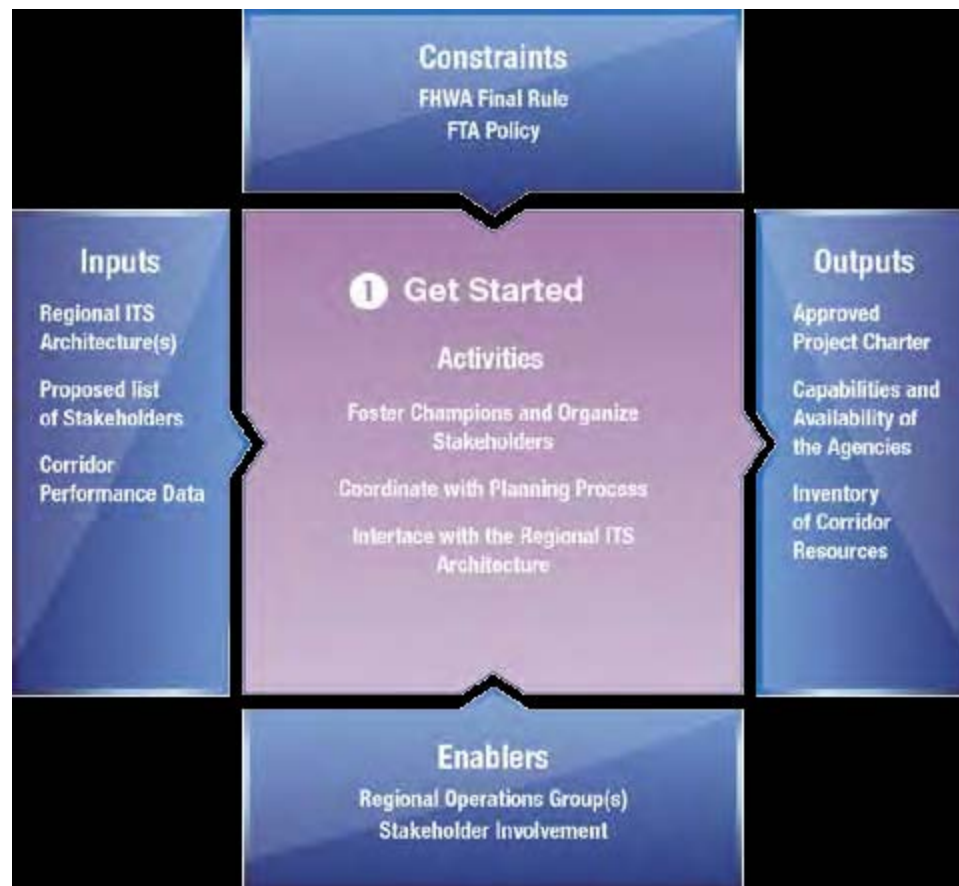 Constraints
FHWA Final Rule
FTA Policy
Inputs
Regional ITS
Architecture(s)
Proposed list
of Stakeholders
Corridor
Performance Data
1 Get Started
Activities
Foster Champions and Organize
Stakeholders
Coordinate with Planning Process
Interface with the Regional ITS
Architecture
Outputs
Approved
Project Charter
Capabilities and
Availability of
the Agencies
Inventory
of Corridor
Resources
Enablers
Regional Operations Group(s)
Stakeholder Involvement